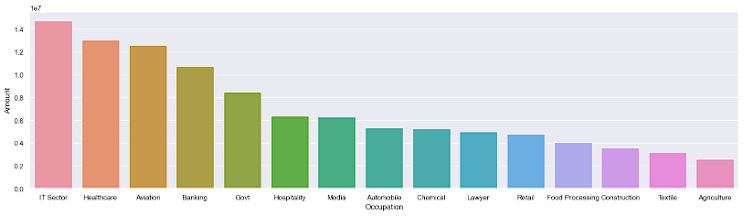 1e7
1.4
1.2
1.0
0.8
0.6
0.4
0.2
0.0
Amount
IT Sector Healthcare Aviation Banking Govt Hospitality Media Automobile Chemical Lawyer Retail Food Processing Construction Textile Agriculture
Occupation